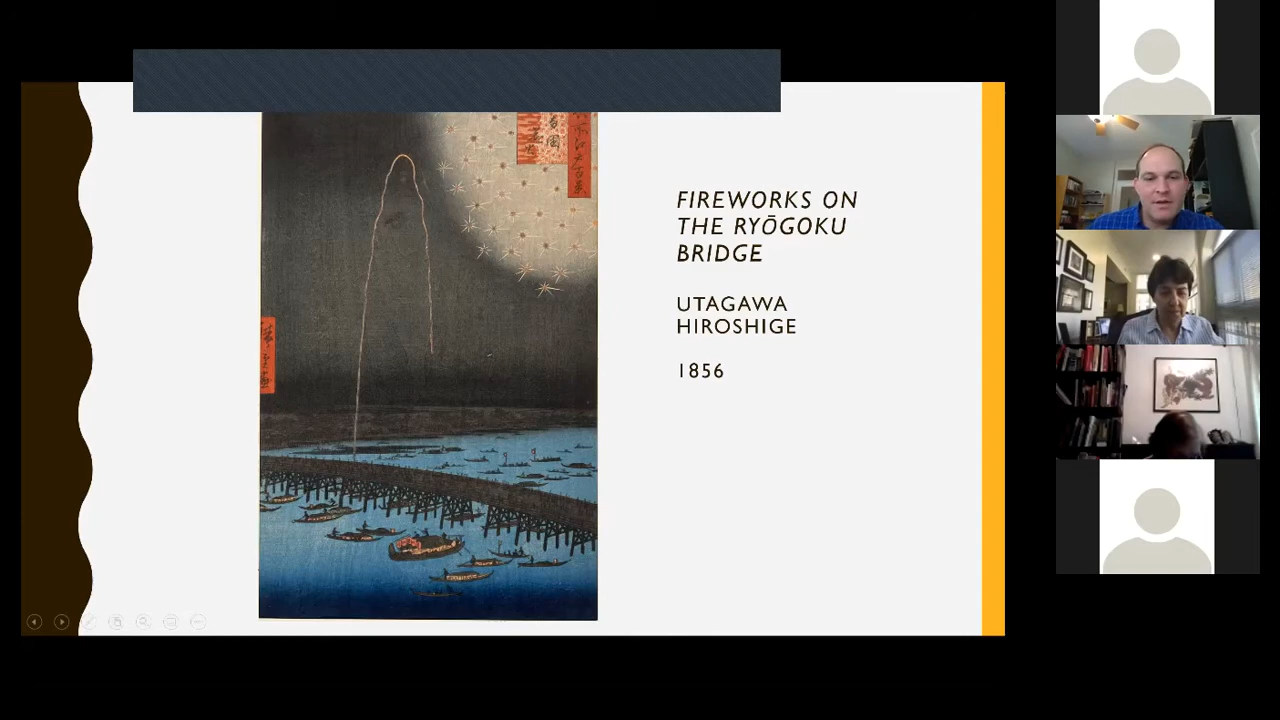 FIREWORKS ON
THE RYŌGOKU
BRIDGE
UTAGAWA
HIROSHIGE
1856